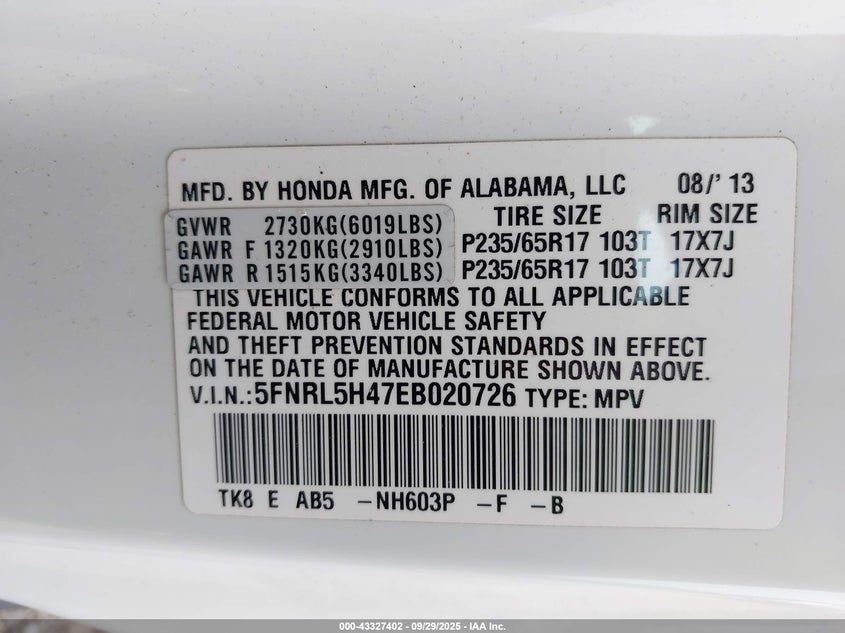 MFD. BY HONDA MFG. OF ALABAMA, LLC 08/' 13
TIRE SIZE RIM SIZE
GVWR 2730KG(6019LBS)
GAWR F 1320KG(2910LBS) P235/65R17 103T 17X7J
GAWR R 1515KG(3340LBS) P235/65R17 103T 17X7J
THIS VEHICLE CONFORMS TO ALL APPLICABLE
FEDERAL MOTOR VEHICLE SAFETY
AND THEFT PREVENTION STANDARDS IN EFFECT
ON THE DATE OF MANUFACTURE SHOWN ABOVE.
V.I.N.:5FNRL5H47EB020726 TYPE: MPV
TK8 E AB5 -NH603P -F -B
000-43327402 - 09/29/2025 - IAA Inc.